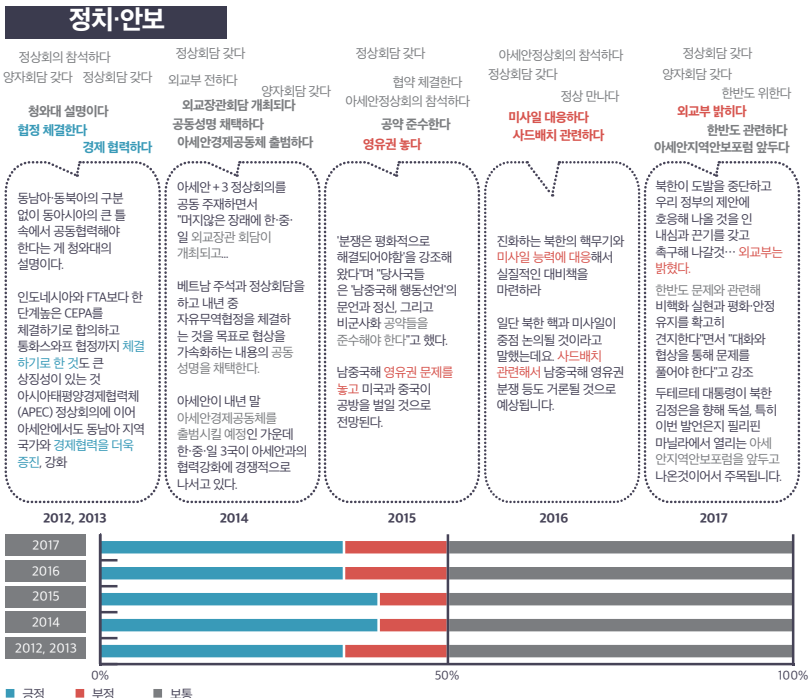 정치·안보
정상회의 참석하다
양자회담 갖다 정상회담 갖다
청와대 설명이다
협정 체결한다
경제 협력하다
정상회담 갖다
외교부 전하다
양자회담 갖다
외교장관회담 개최되다
공동성명 채택하다
아세안경제공동체 출범하다
정상회담 갖다
협약 체결한다
아세안정상회의 참석하다
공약 준수한다
영유권 놓다
아세안정상회의 참석하다
정상회담 갖다
정상 만나다
미사일 대응하다
사드배치 관련하다
정상회담 갖다
양자회담 갖다
한반도 위한다
외교부 밝히다
한반도 관련하다
아세안지역안보포럼 앞두다
동남아·동북아의 구분
없이 동아시아의 큰 틀
속에서 공동협력해야
한다는 게 청와대의
설명이다.
인도네시아와 FTA보다 한
단계높은 CEPA를
체결하기로 합의하고
통화스와프 협정까지 체결
하기로 한 것도 큰
상징성이 있는 것
아시아태평양경제협력체
(APEC) 정상회의에 이어
아세안에서도 동남아 지역
국가와 경제협력을 더욱
증진, 강화
아세안 + 3 정상회의를
공동 주재하면서
"머지않은 장래에 한·중·
일 외교장관 회담이
개최되고...
베트남 주석과 정상회담을
하고 내년 중
자유무역협정을 체결하
는 것을 목표로 협상을
가속화하는 내용의 공동
성명을 채택한다.
아세안이 내년 말
아세안경제공동체를
출범시킬 예정인 가운데
한·중·일 3국이 아세안과의
협력강화에 경쟁적으로
나서고 있다.
'분쟁은 평화적으로
해결되어야함'을 강조해
왔다"며 "당사국들
은 '남중국해 행동선언'의
문언과 정신, 그리고
비군사화 공약들을
준수해야 한다"고 했다.
남중국해 영유권 문제를
놓고 미국과 중국이
공방을 벌일 것으로
전망된다.
진화하는 북한의 핵무기와
미사일 능력에 대응해서
실질적인 대비책을
마련하라
일단 북한 핵과 미사일이
중점 논의될 것이라고
말했는데요. 사드배치
관련해서 남중국해 영유권
분쟁 등도 거론될 것으로
예상됩니다.
북한이 도발을 중단하고
우리 정부의 제안에
호응해 나올 것을 인
내심과 끈기를 갖고
촉구해 나갈것… 외교부는
밝혔다.
한반도 문제와 관련해
비핵화 실현과 평화·안정
유지를 확고히
견지한다"면서 "대화와
협상을 통해 문제를
풀어야 한다"고 강조
두테르테 대통령이 북한
김정은을 향해 독설, 특히
이번 발언은지 필리핀
마닐라에서 열리는 아세
안지역안보포럼을 앞두고
나온것이어서 주목됩니다.
2012, 2013
2014
2015
2016
2017
2017
2016
2015
2014
2012, 2013
0% 50% 100%
긍정 부정 보통